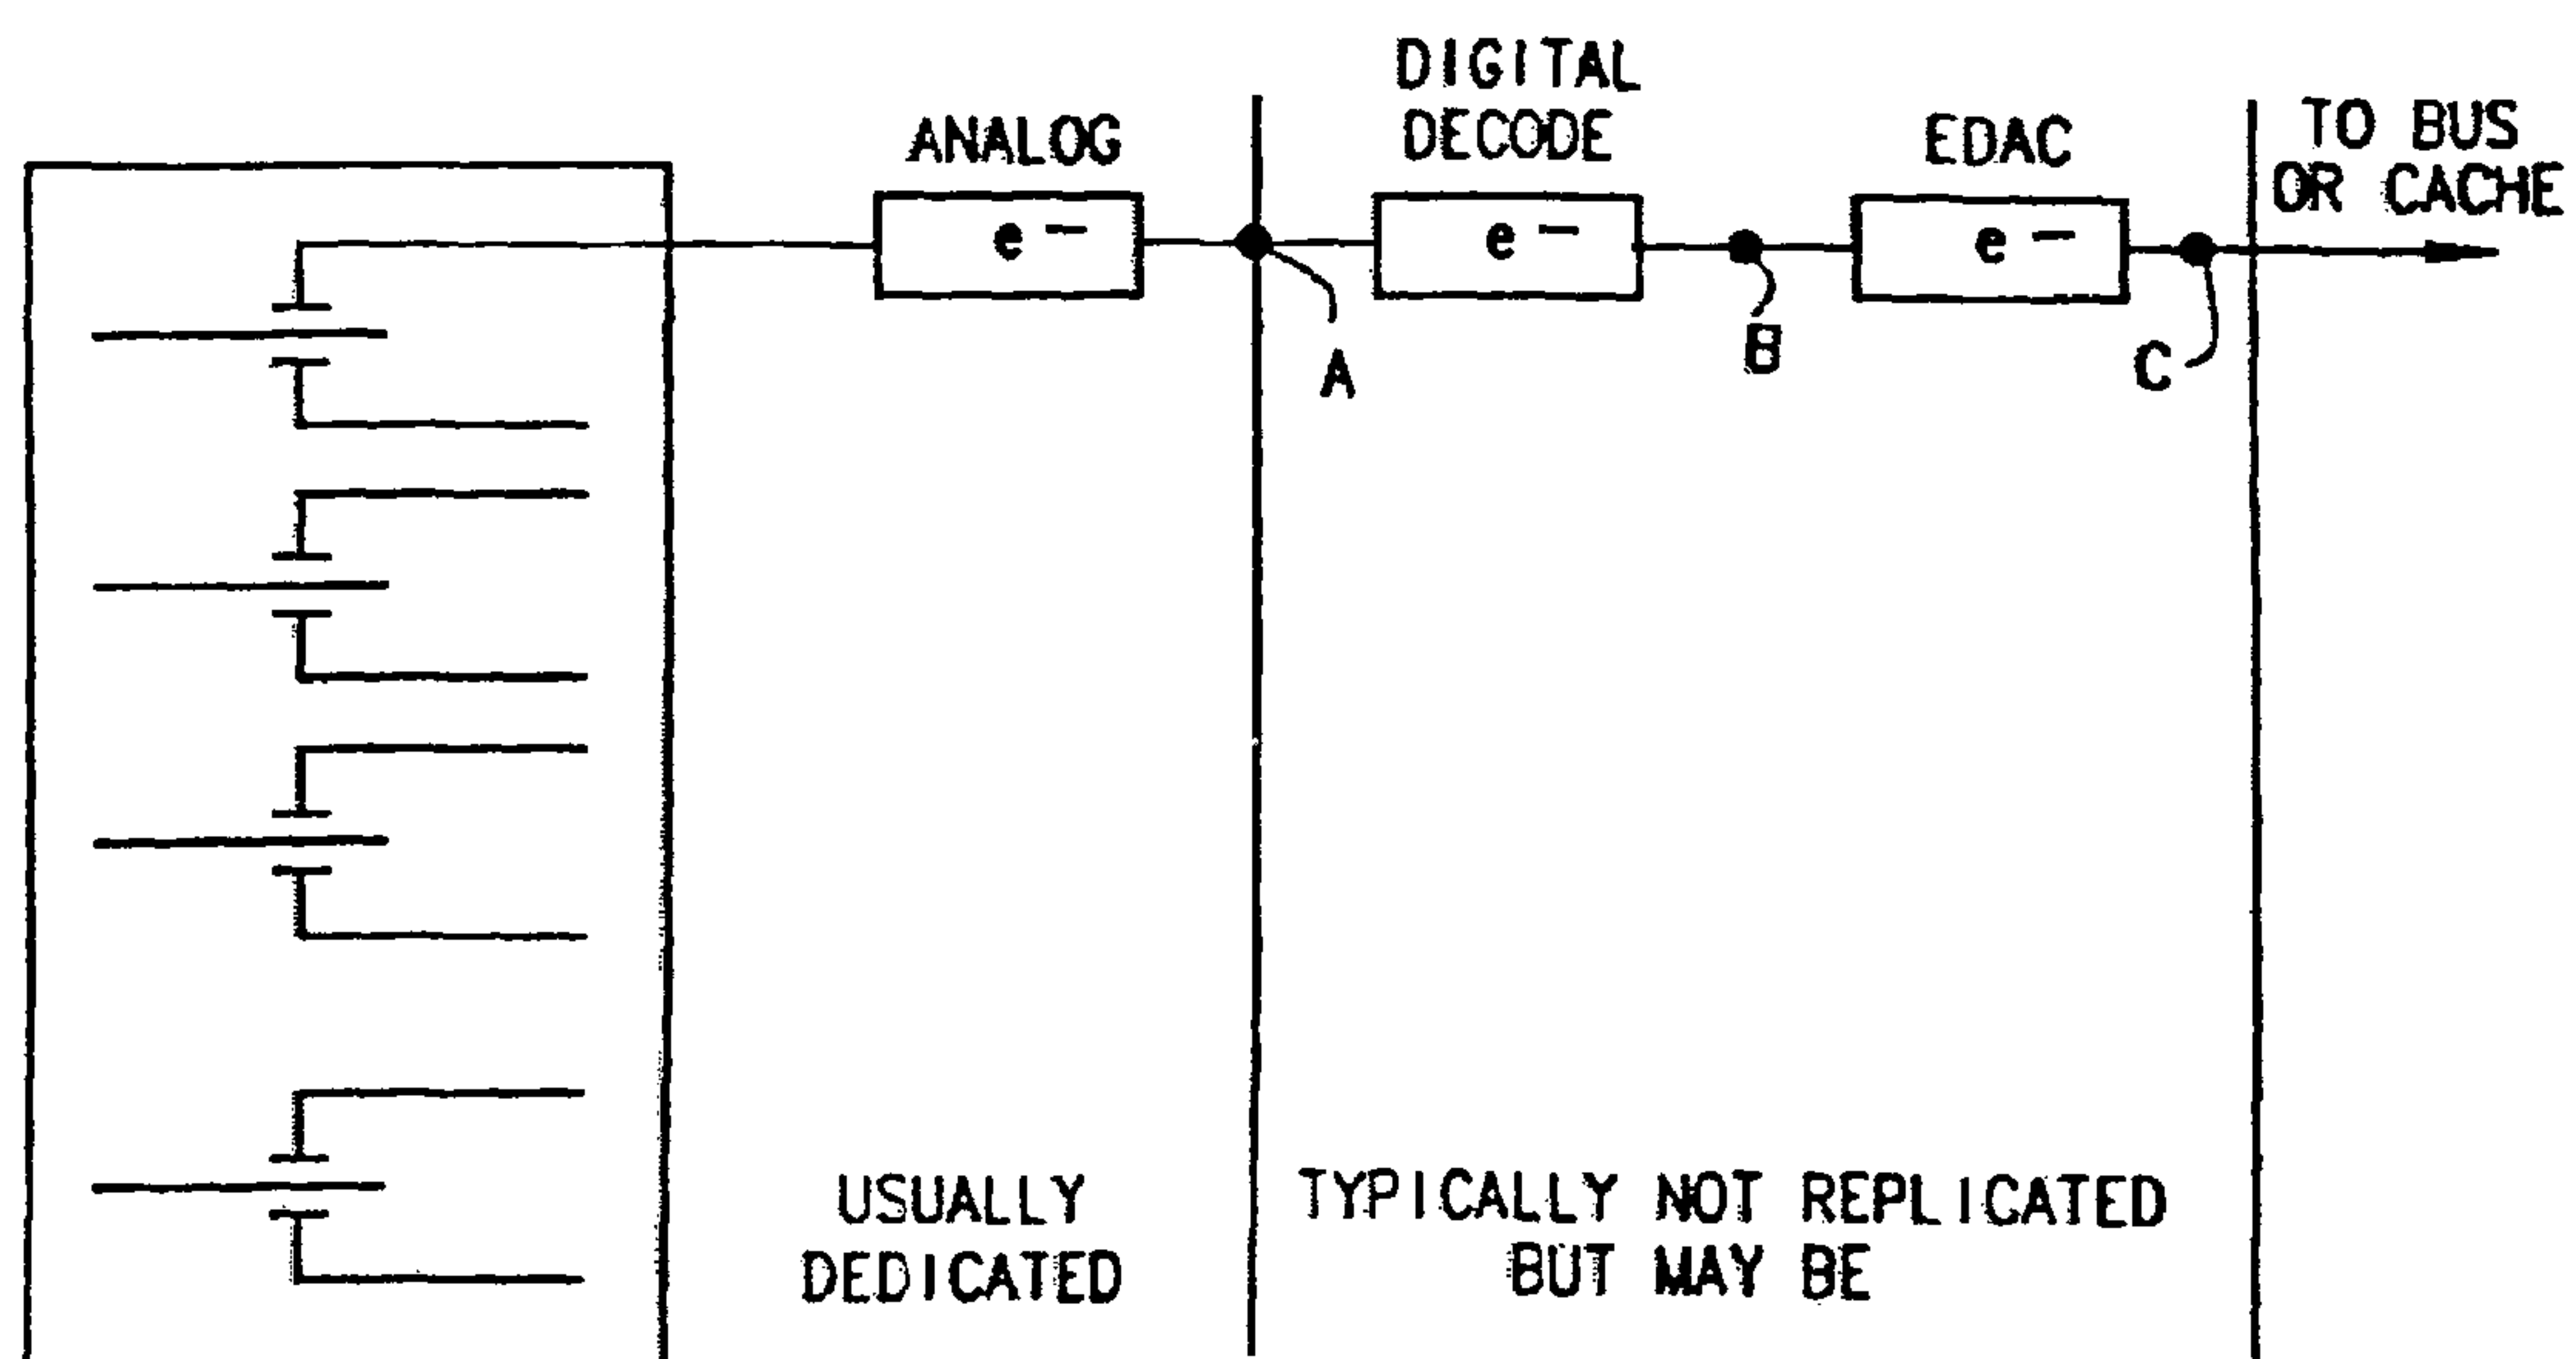 DIGITAL
DECODE
ANALOG
EDAC
TO BUS
OR CACHE
e -
e -
e -
A
B
C
USUALLY
DEDICATED
TYPICALLY NOT REPLICATED
BUT MAY BE